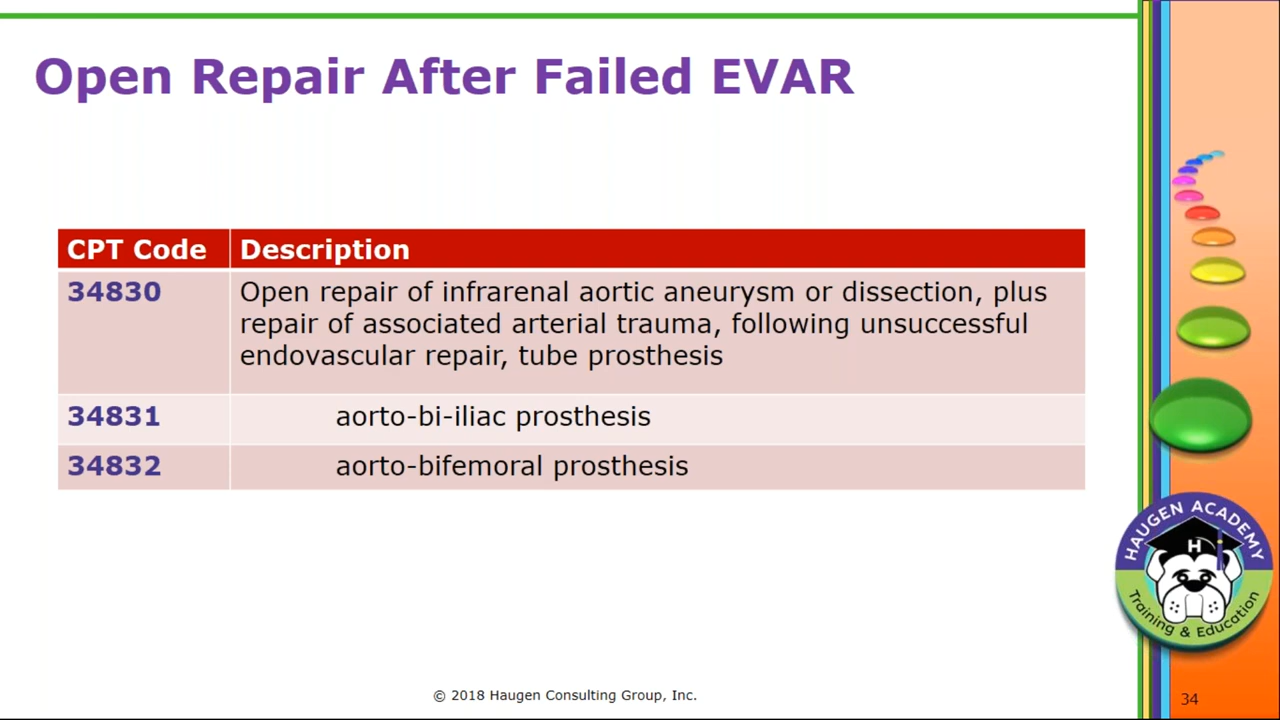 Open Repair After Failed EVAR
CPT Code Description
34830 Open repair of infrarenal aortic aneurysm or dissection, plus
repair of associated arterial trauma, following unsuccessful
endovascular repair, tube prosthesis
34831 aorto-bi-iliac prosthesis
34832 aorto-bifemoral prosthesis
HAUGEN ACADEMY
H
Training & Education
© 2018 Haugen Consulting Group, Inc.
34